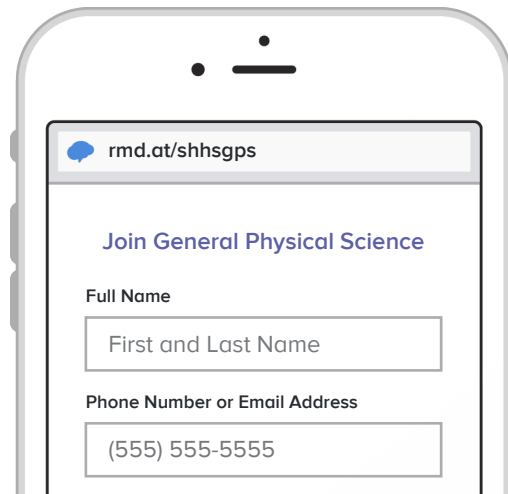 rmd.at/shhsgps
Join General Physical Science
Full Name
First and Last Name
Phone Number or Email Address
(555) 555-5555